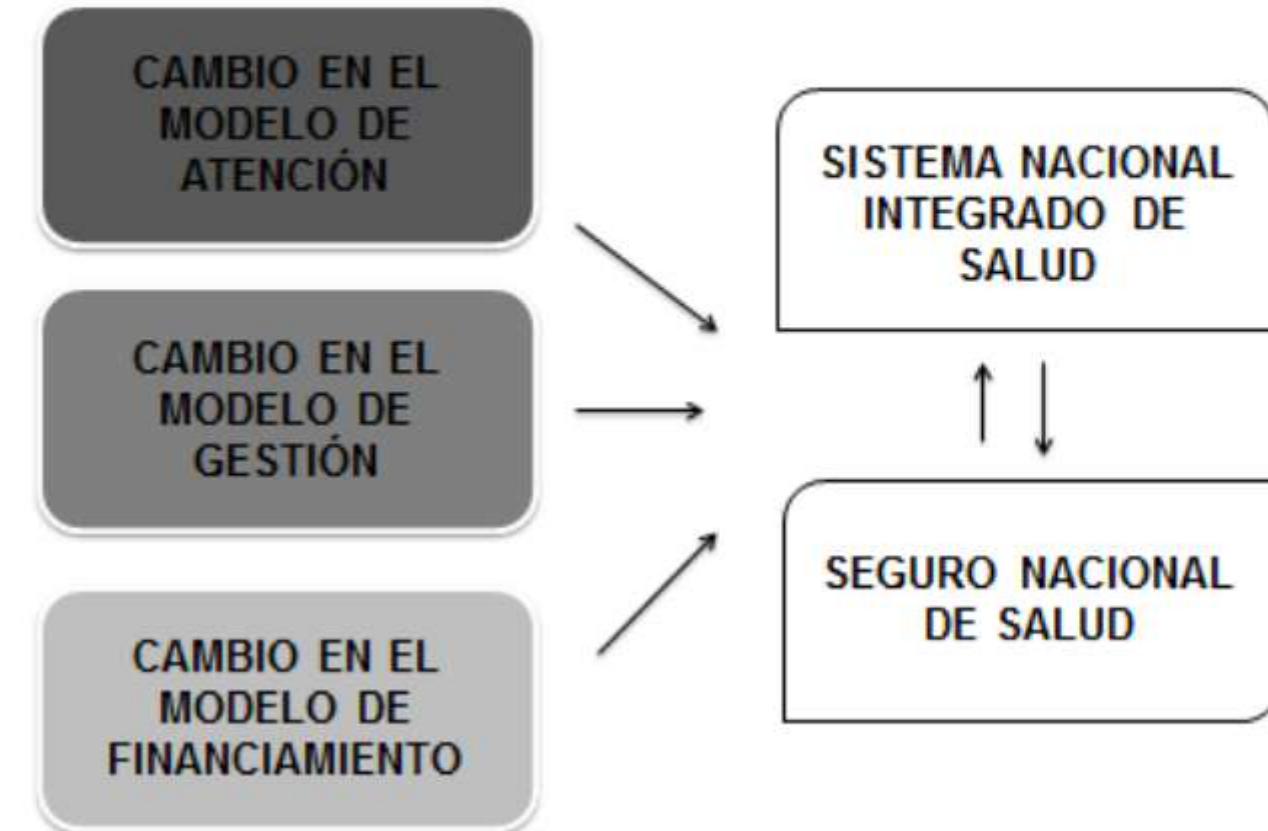 CAMBIO EN EL
MODELO DE
ATENCIÓN
CAMBIO EN EL
MODELO DE
GESTIÓN
CAMBIO EN EL
MODELO DE
FINANCIAMIENTO
SISTEMA NACIONAL
INTEGRADO DE
SALUD
SEGURO NACIONAL
DE SALUD